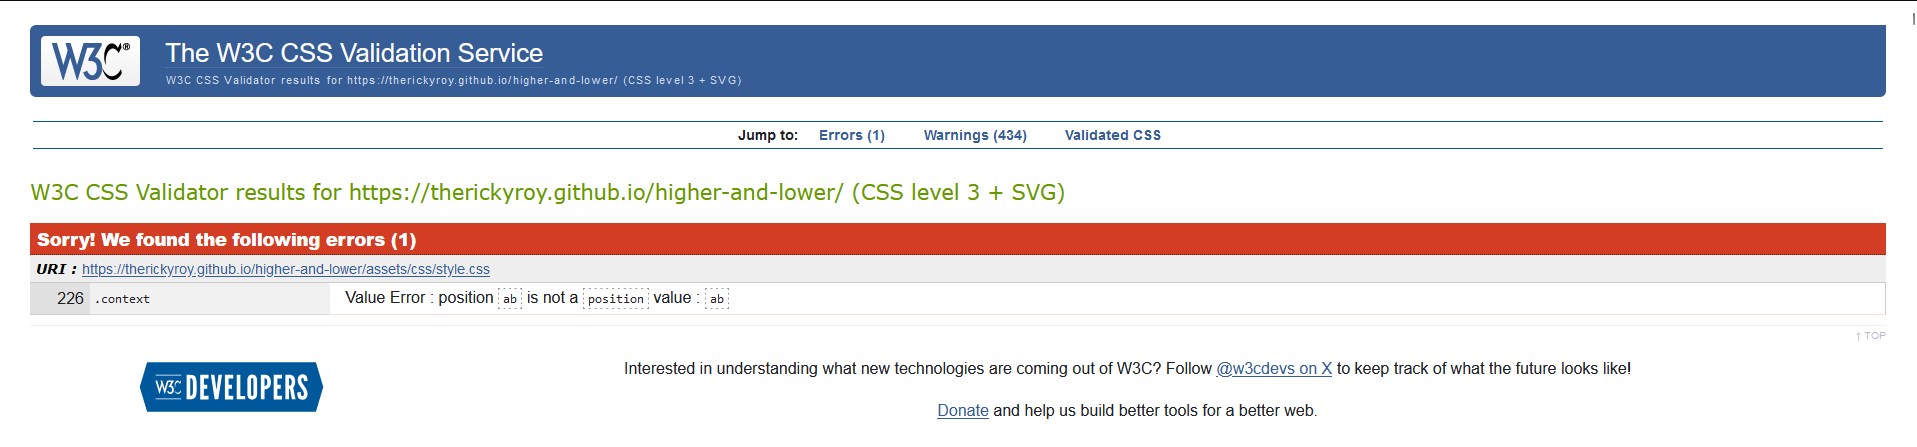 W3C®
The W3C CSS Validation Service
W3C CSS Validator results for https://therickyroy.github.io/higher-and-lower/ (CSS level 3 + SVG)
Jump to: Errors (1) Warnings (434) Validated CSS
W3C CSS Validator results for https://therickyroy.github.io/higher-and-lower/ (CSS level 3 + SVG)
Sorry! We found the following errors (1)
URI : https://therickyroy.github.io/higher-and-lower/assets/css/style.css
226 .context Value Error : position ab is not a position value : ab
↑ TOP
W3C DEVELOPERS
Interested in understanding what new technologies are coming out of W3C? Follow @w3cdevs on X to keep track of what the future looks like!
Donate and help us build better tools for a better web.